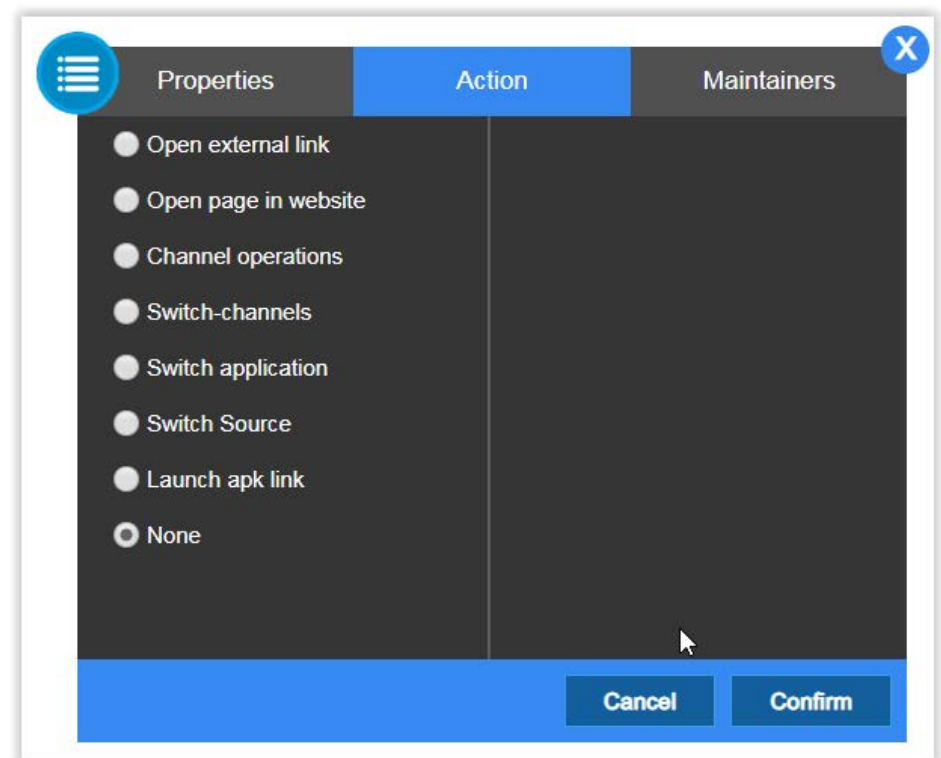 X
Properties Action Maintainers
Open external link
Open page in website
Channel operations
Switch-channels
Switch application
Switch Source
Launch apk link
None
Cancel Confirm